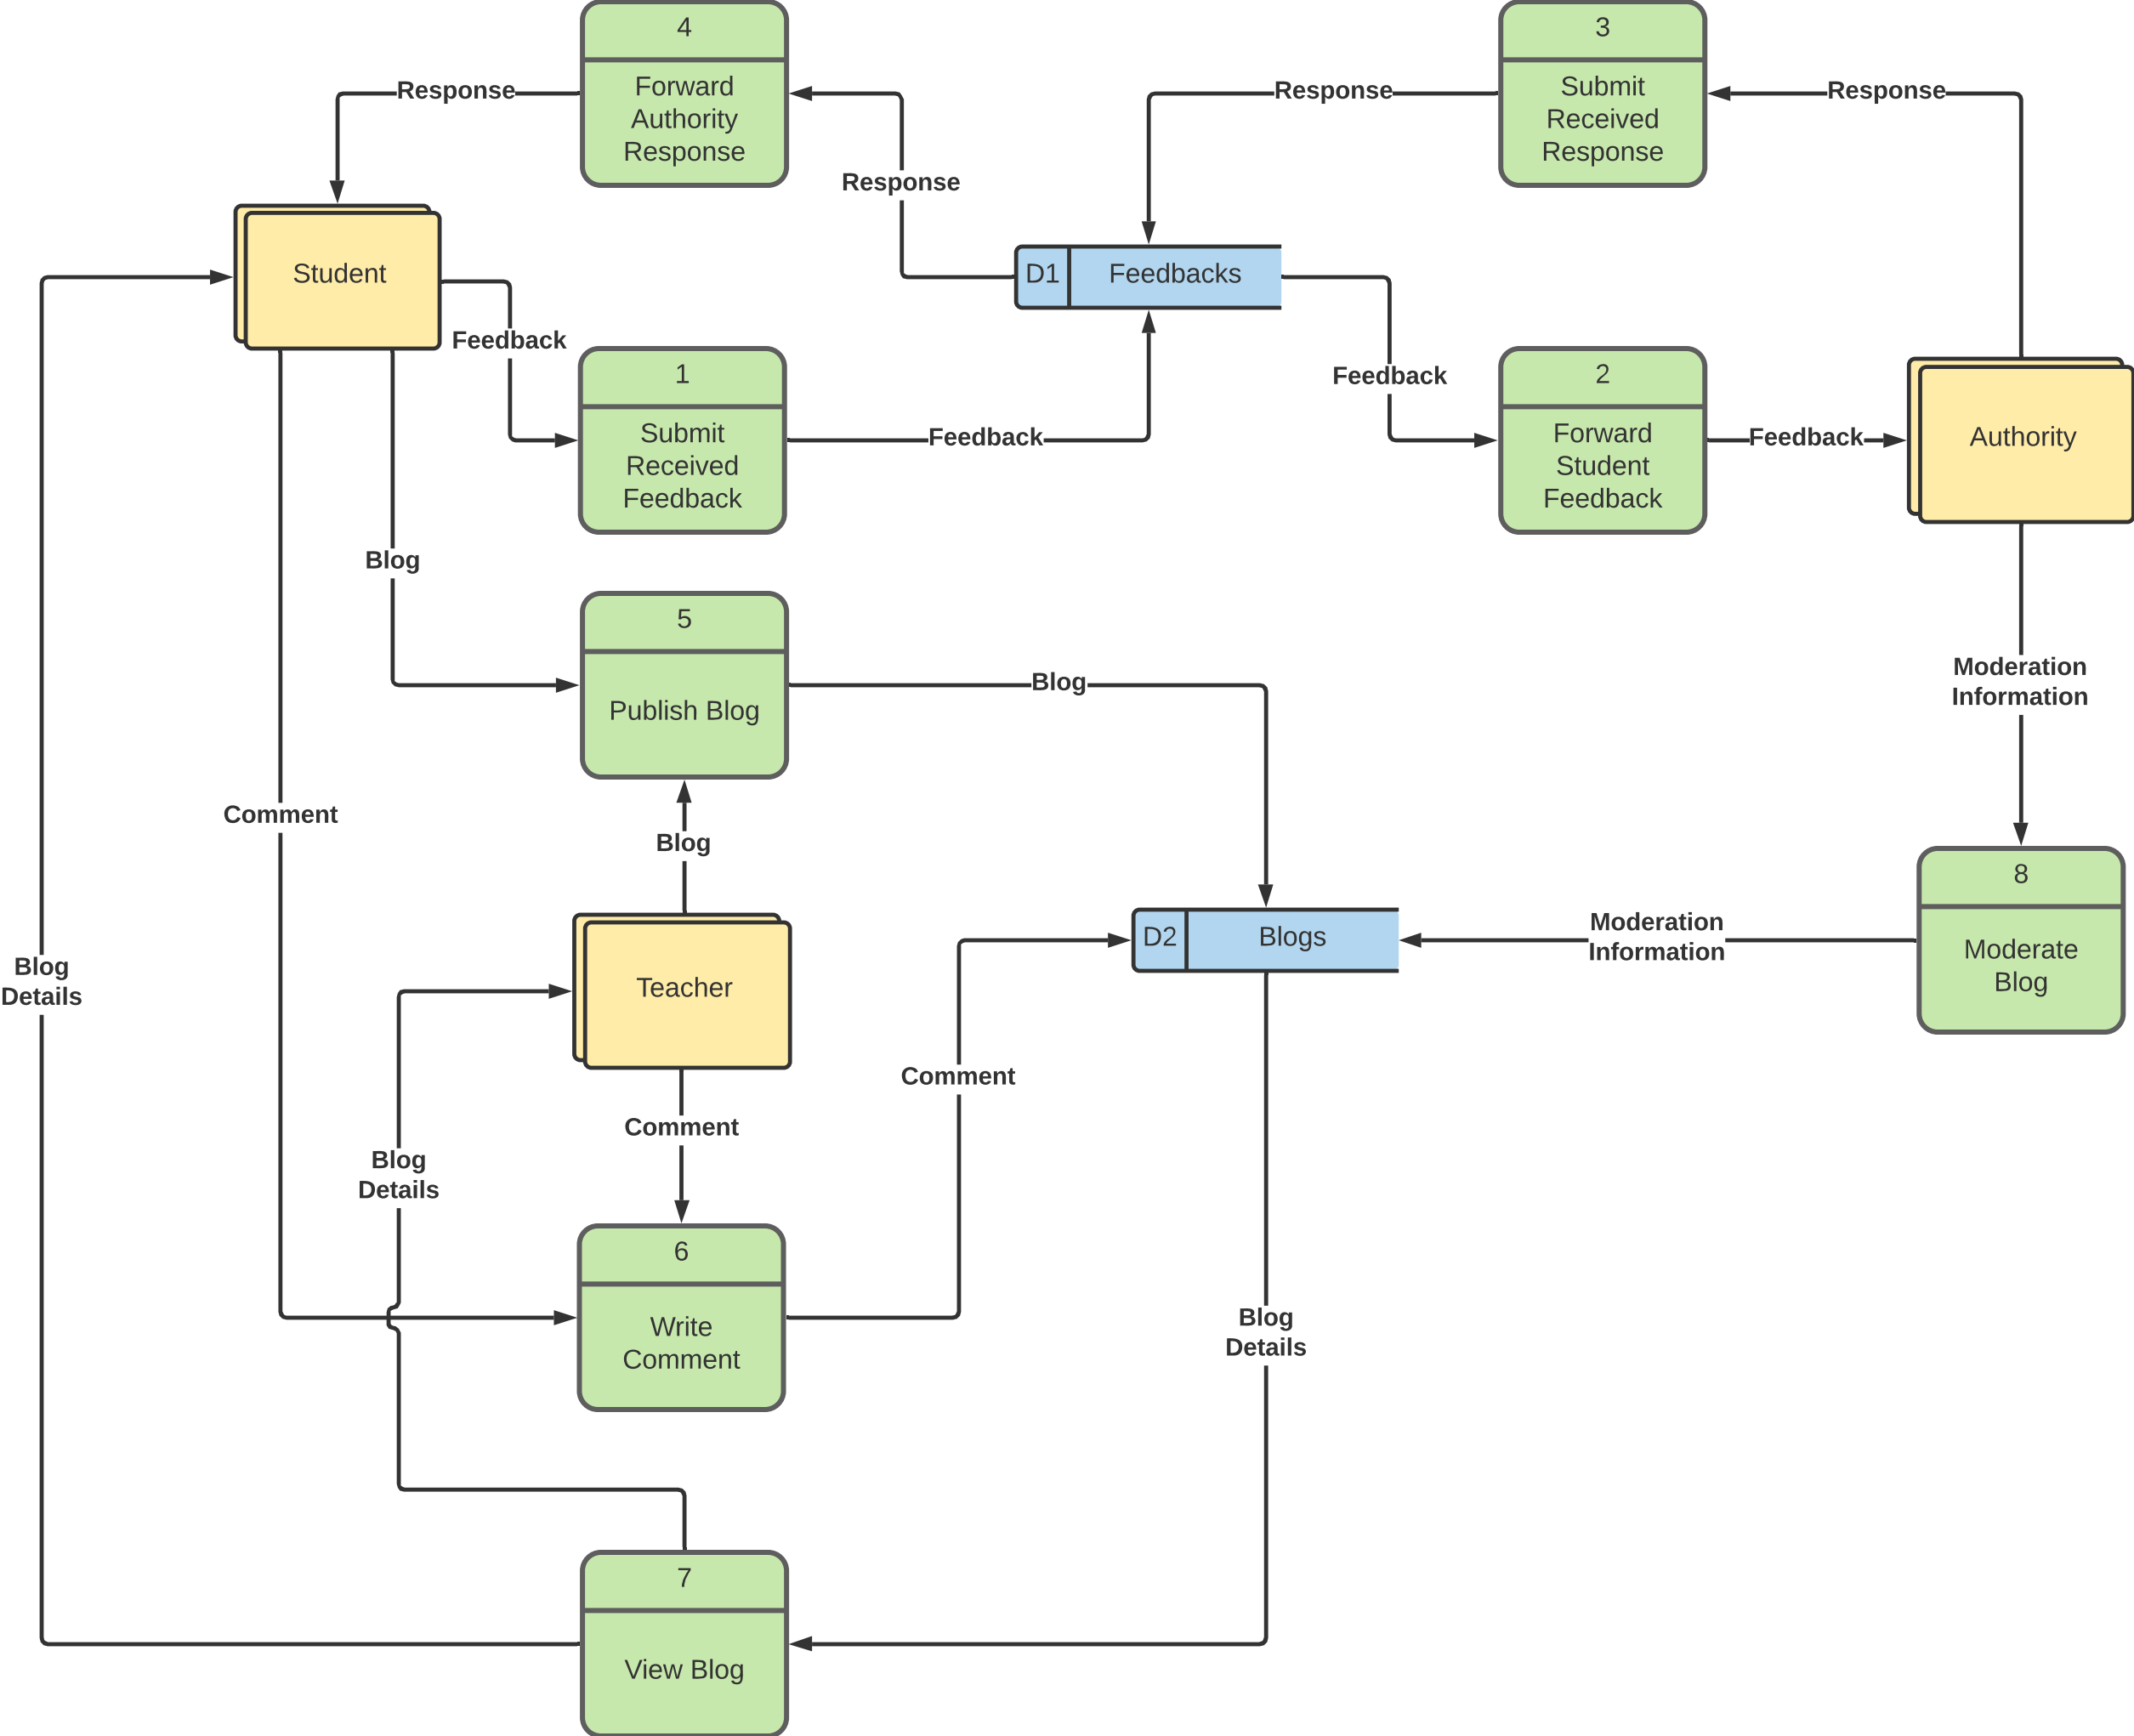 4
Forward
Authority
Response
3
Submit
Received
Response
Response
Response
Response
Response
Student
D1
Feedbacks
Feedback
1
Submit
Received
Feedback
Feedback
Feedback
2
Forward
Student
Feedback
Feedback
Authority
Blog
5
Publish Blog
Blog
Moderation
Information
Comment
Blog
8
Moderate
Blog
D2
Blogs
Moderation
Information
Blog
Details
Teacher
Comment
Comment
Blog
Details
6
Write
Comment
Blog
Details
7
View Blog